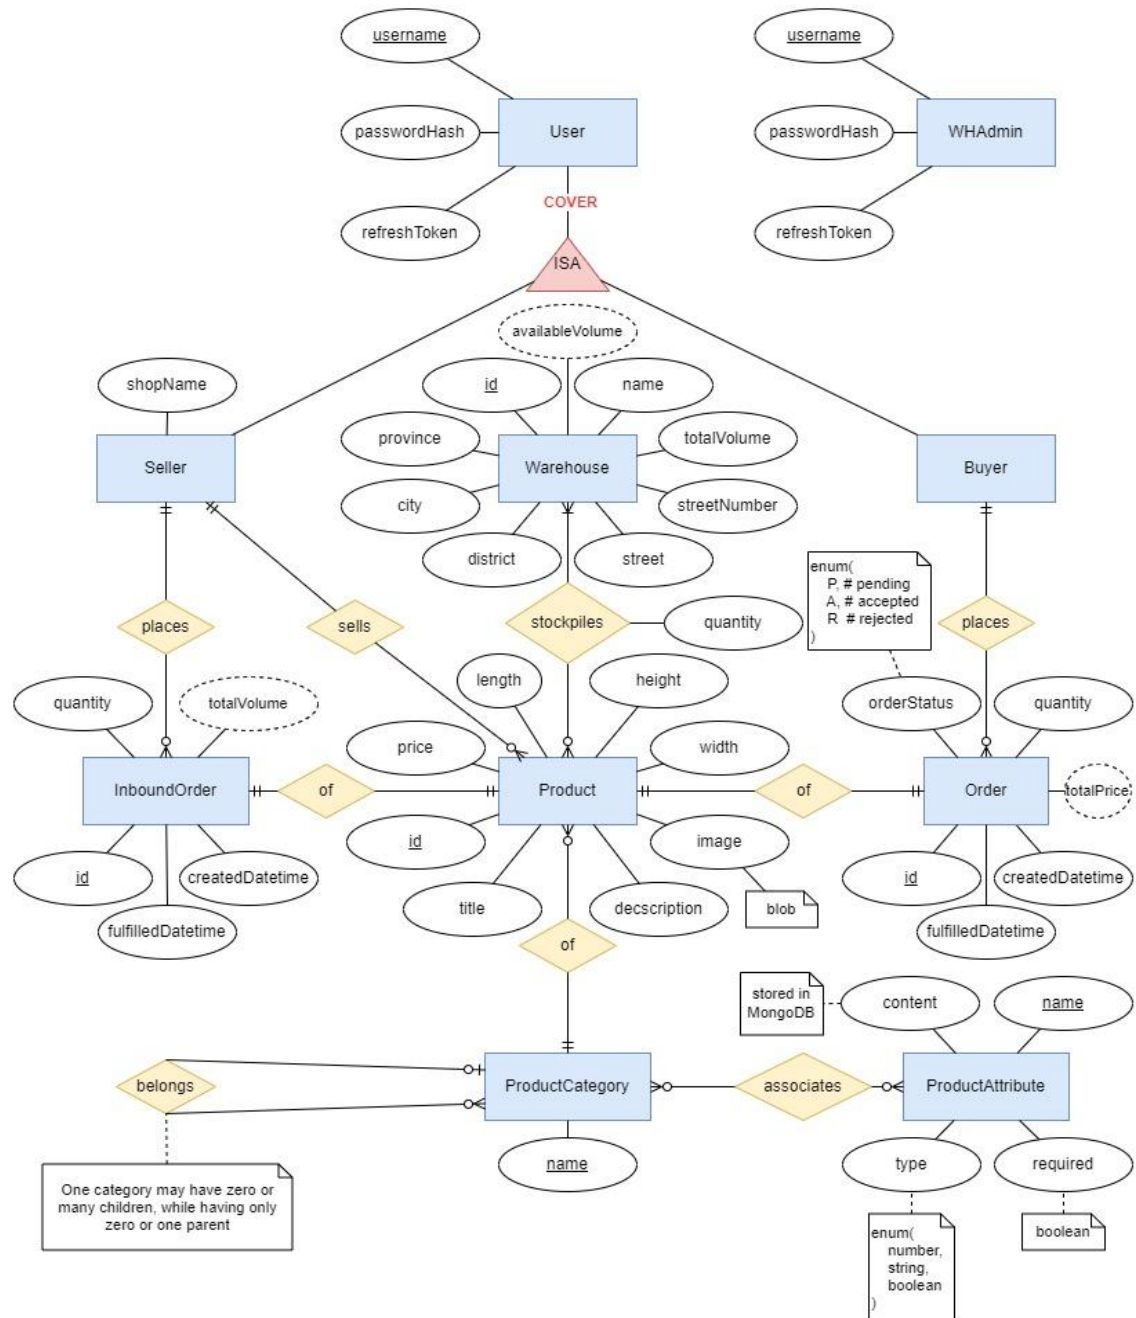 username
username
passwordHash
User
passwordHash
WHAdmin
COVER
refreshToken
refreshToken
ISA
availableVolume
shopName
id
name
province
totalVolume
Seller
Warehouse
Buyer
city
streetNumber
district
street
enum(
P, # pending
A, # accepted
R # rejected
)
places
sells
stockpiles
quantity
places
length
height
quantity
totalVolume
orderStatus
quantity
price
width
InboundOrder
of
Product
of
Order
totalPrice
id
createdDatetime
id
image
id
createdDatetime
title
decscription
blob
fulfilledDatetime
fulfilledDatetime
of
stored in
MongoDB
content
name
belongs
ProductCategory
associates
ProductAttribute
name
type
required
One category may have zero or
many children, while having only
zero or one parent
enum(
number,
string,
boolean
)
boolean